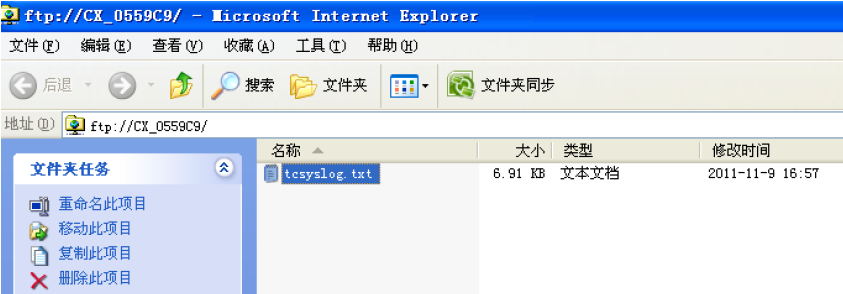 ftp://CX_0559C9/ - Microsoft Internet Explorer
文件(F) 编辑(E) 查看(V) 收藏(A) 工具(T) 帮助(H)
后退 搜索 文件夹 文件夹同步
地址(D) ftp://CX_0559C9/
名称 大小 类型 修改时间
文件夹任务
tcsyslog.txt 6.91 KB 文本文档 2011-11-9 16:57
重命名此项目
移动此项目
复制此项目
删除此项目